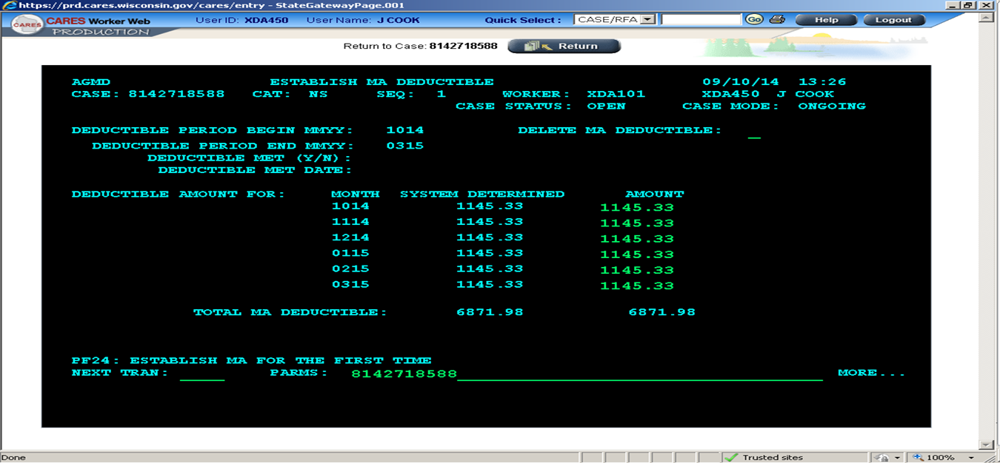 https://prd.cares.wisconsin.gov/cares/entry - StateGatewayPage.001
CARES CARES Worker Web User ID: XDA450 User Name: J COOK Quick Select : CASE/RFA Go Help Logout
PRODUCTION
Return to Case: 8142718588 Return
AGMD ESTABLISH MA DEDUCTIBLE 09/10/14 13:26
CASE: 8142718588 CAT: NS SEQ: 1 WORKER: XDA101 XDA450 J COOK
CASE STATUS: OPEN CASE MODE: ONGOING
DEDUCTIBLE PERIOD BEGIN MMYY: 1014 DELETE MA DEDUCTIBLE: _
DEDUCTIBLE PERIOD END MMYY: 0315
DEDUCTIBLE MET (Y/N):
DEDUCTIBLE MET DATE:
DEDUCTIBLE AMOUNT FOR: MONTH SYSTEM DETERMINED AMOUNT
1014 1145.33 1145.33
1114 1145.33 1145.33
1214 1145.33 1145.33
0115 1145.33 1145.33
0215 1145.33 1145.33
0315 1145.33 1145.33
TOTAL MA DEDUCTIBLE: 6871.98 6871.98
PF24: ESTABLISH MA FOR THE FIRST TIME
NEXT TRAN: ____ PARMS: 8142718588 MORE...
Done Trusted sites 100%